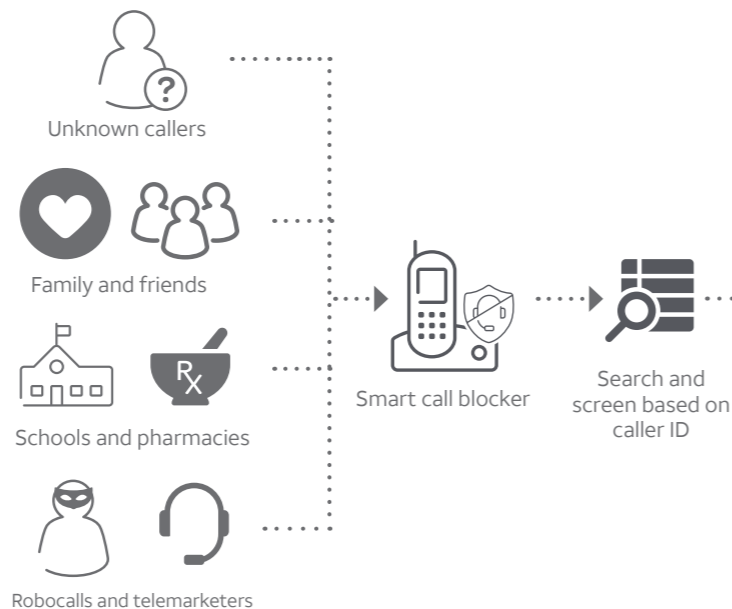 ?
Unknown callers
Family and friends
RX
Schools and pharmacies
Robocalls and telemarketers
Smart call blocker
Search and
screen based on
caller ID